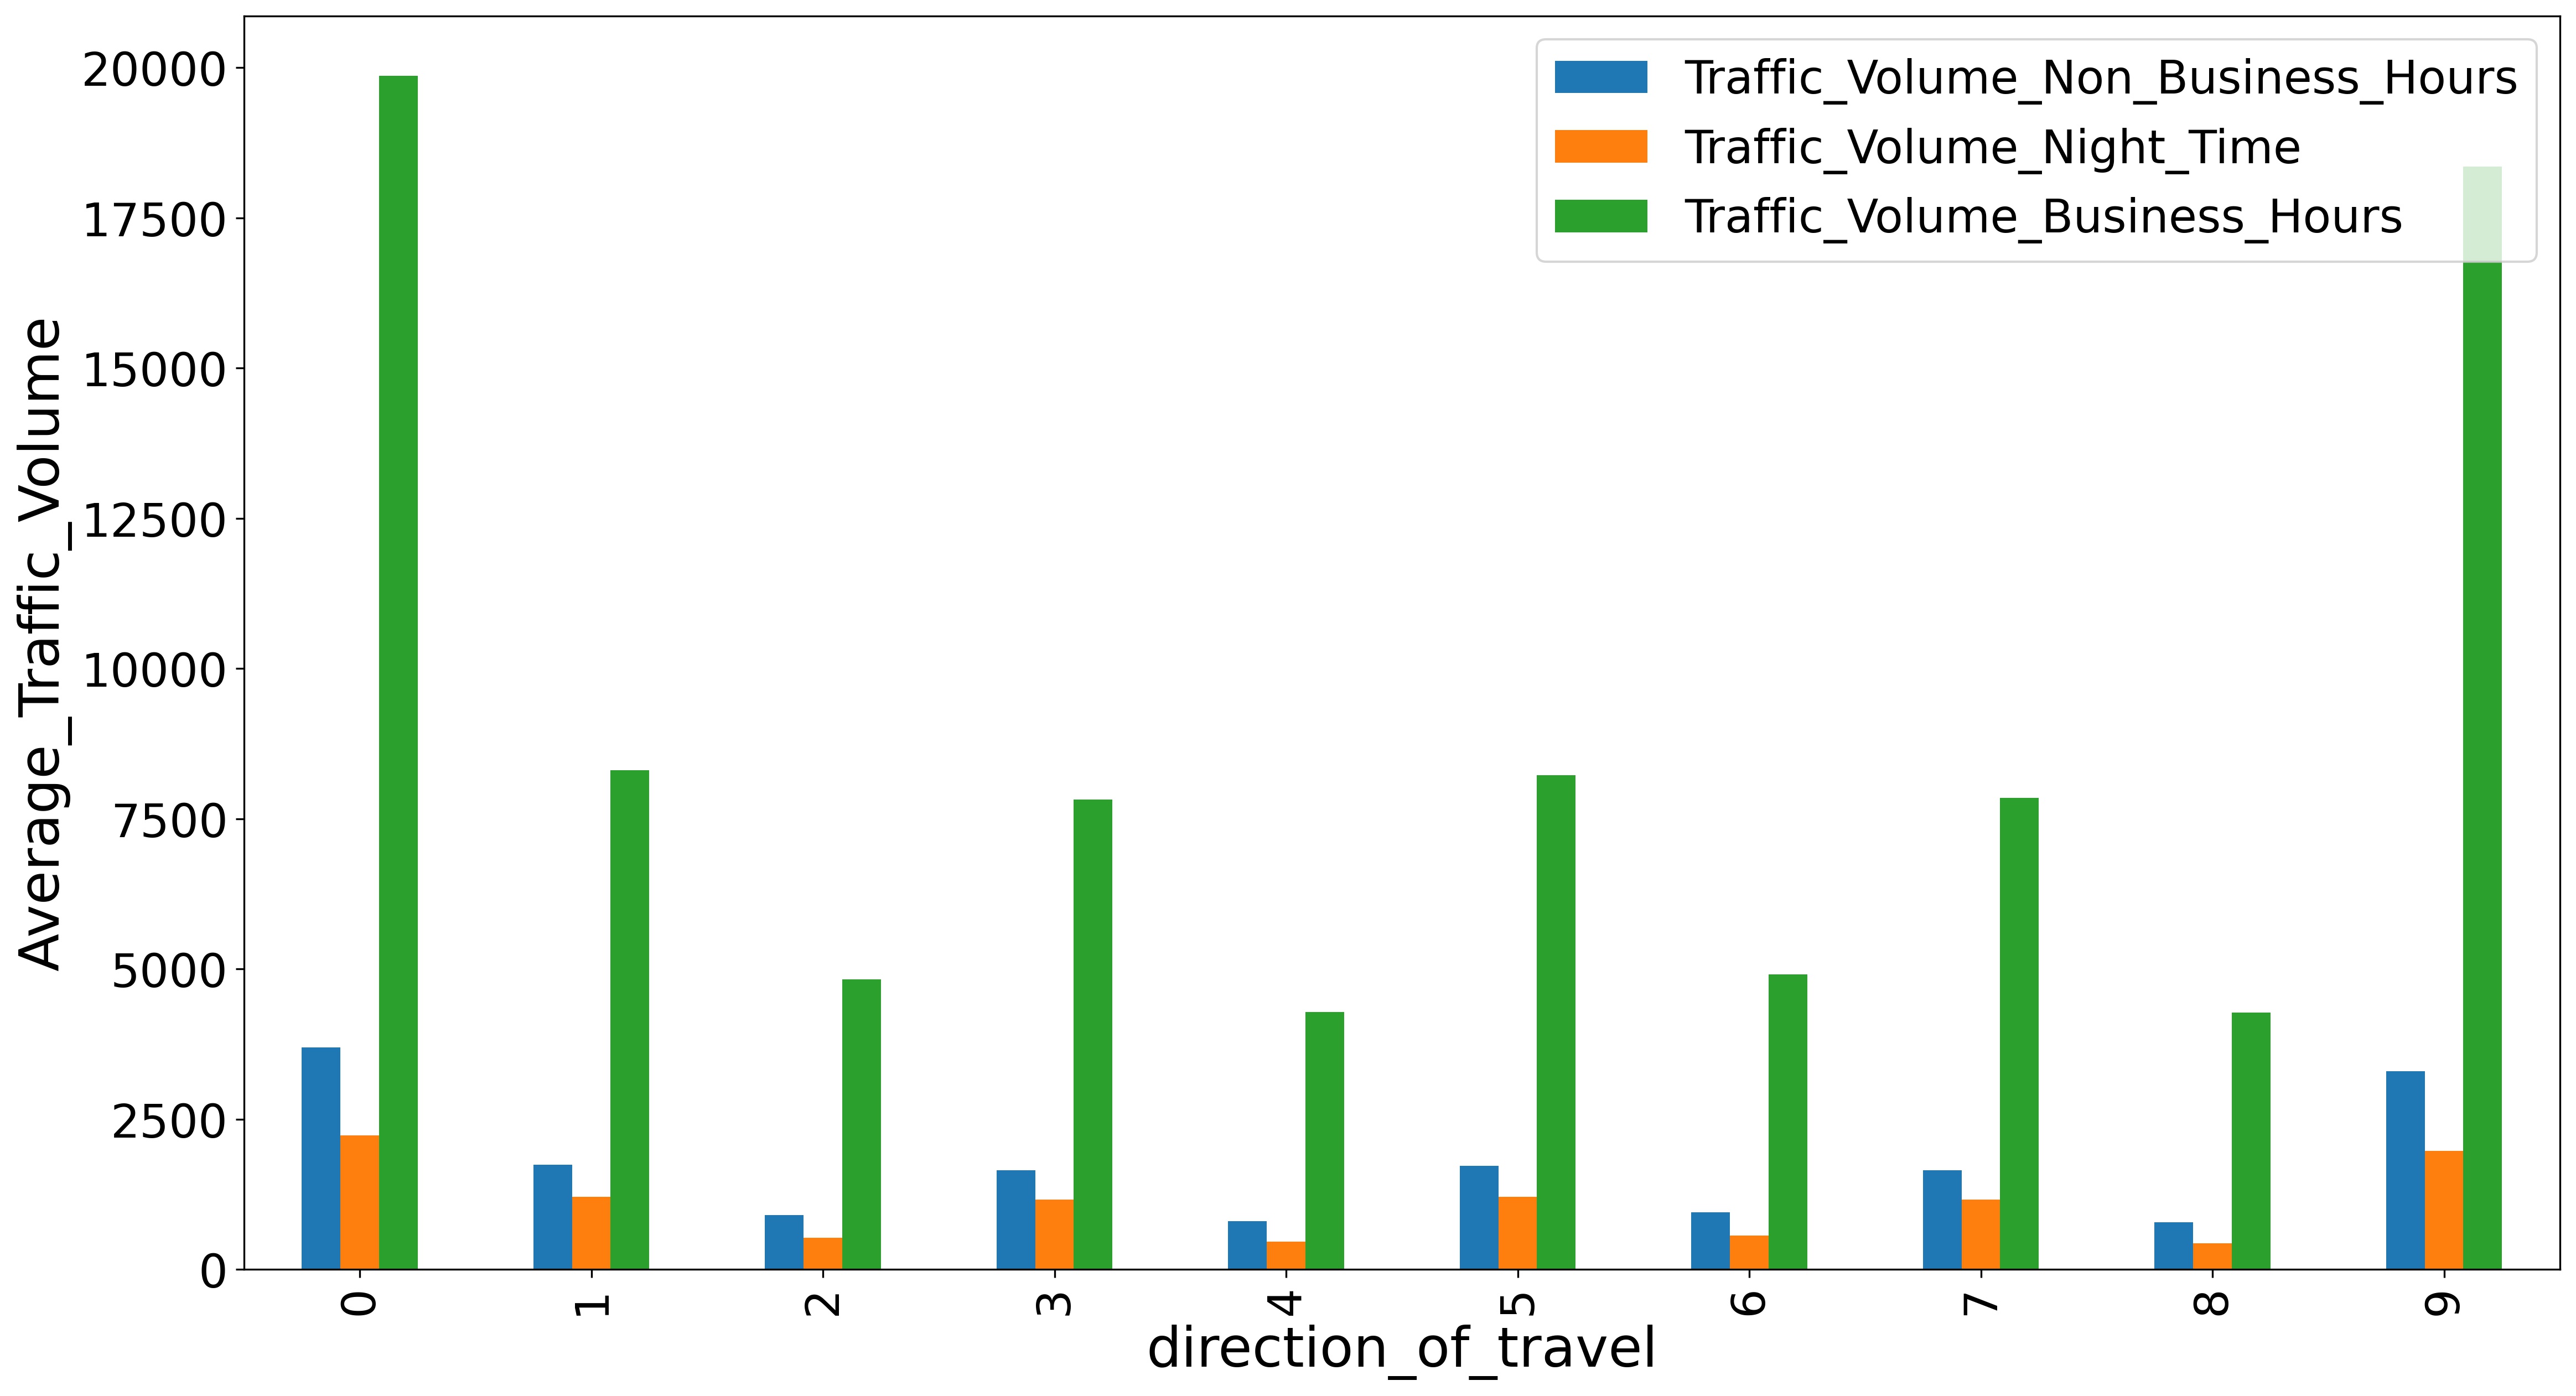 Average_Traffic_Volume
20000
17500
15000
12500
10000
7500
5000
2500
0
Traffic_Volume_Non_Business_Hours
Traffic_Volume_Night_Time
Traffic_Volume_Business_Hours
0 1 2 3 4 5 6 7 8 9
direction_of_travel